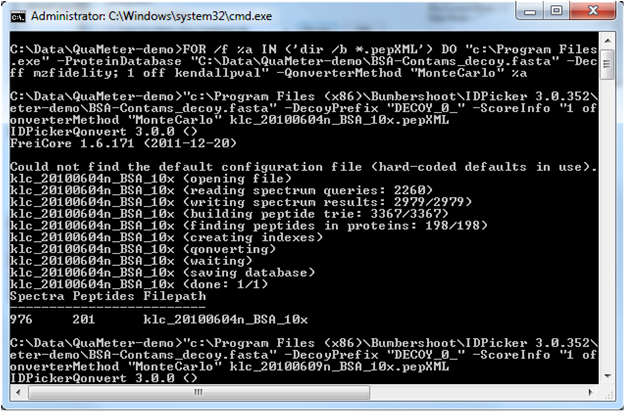 Administrator: C:\Windows\system32\cmd.exe
C:\Data\QuaMeter-demo>FOR /f %a IN ('dir /b *.pepXML') DO "c:\Program Files
.exe" -ProteinDatabase "C:\Data\QuaMeter-demo\BSA-Contams_decoy.fasta" -Dec
ff mzfidelity; 1 off kendallpval" -QonverterMethod "MonteCarlo" %a
C:\Data\QuaMeter-demo>"c:\Program Files (x86)\Bumbershoot\IDPicker 3.0.352\
eter-demo\BSA-Contams_decoy.fasta" -DecoyPrefix "DECOY_0_" -ScoreInfo "1 of
onverterMethod "MonteCarlo" klc_20100604n_BSA_10x.pepXML
IDPickerQonvert 3.0.0 ()
FreiCore 1.6.171 (2011-12-20)
Could not find the default configuration file (hard-coded defaults in use).
klc_20100604n_BSA_10x (opening file)
klc_20100604n_BSA_10x (reading spectrum queries: 2260)
klc_20100604n_BSA_10x (writing spectrum results: 2979/2979)
klc_20100604n_BSA_10x (building peptide trie: 3367/3367)
klc_20100604n_BSA_10x (finding peptides in proteins: 198/198)
klc_20100604n_BSA_10x (creating indexes)
klc_20100604n_BSA_10x (qonverting)
klc_20100604n_BSA_10x (waiting)
klc_20100604n_BSA_10x (saving database)
klc_20100604n_BSA_10x (done: 1/1)
Spectra Peptides Filepath
---------------------------
976 201 klc_20100604n_BSA_10x
C:\Data\QuaMeter-demo>"c:\Program Files (x86)\Bumbershoot\IDPicker 3.0.352\
eter-demo\BSA-Contams_decoy.fasta" -DecoyPrefix "DECOY_0_" -ScoreInfo "1 of
onverterMethod "MonteCarlo" klc_20100609n_BSA_10x.pepXML
IDPickerQonvert 3.0.0 ()